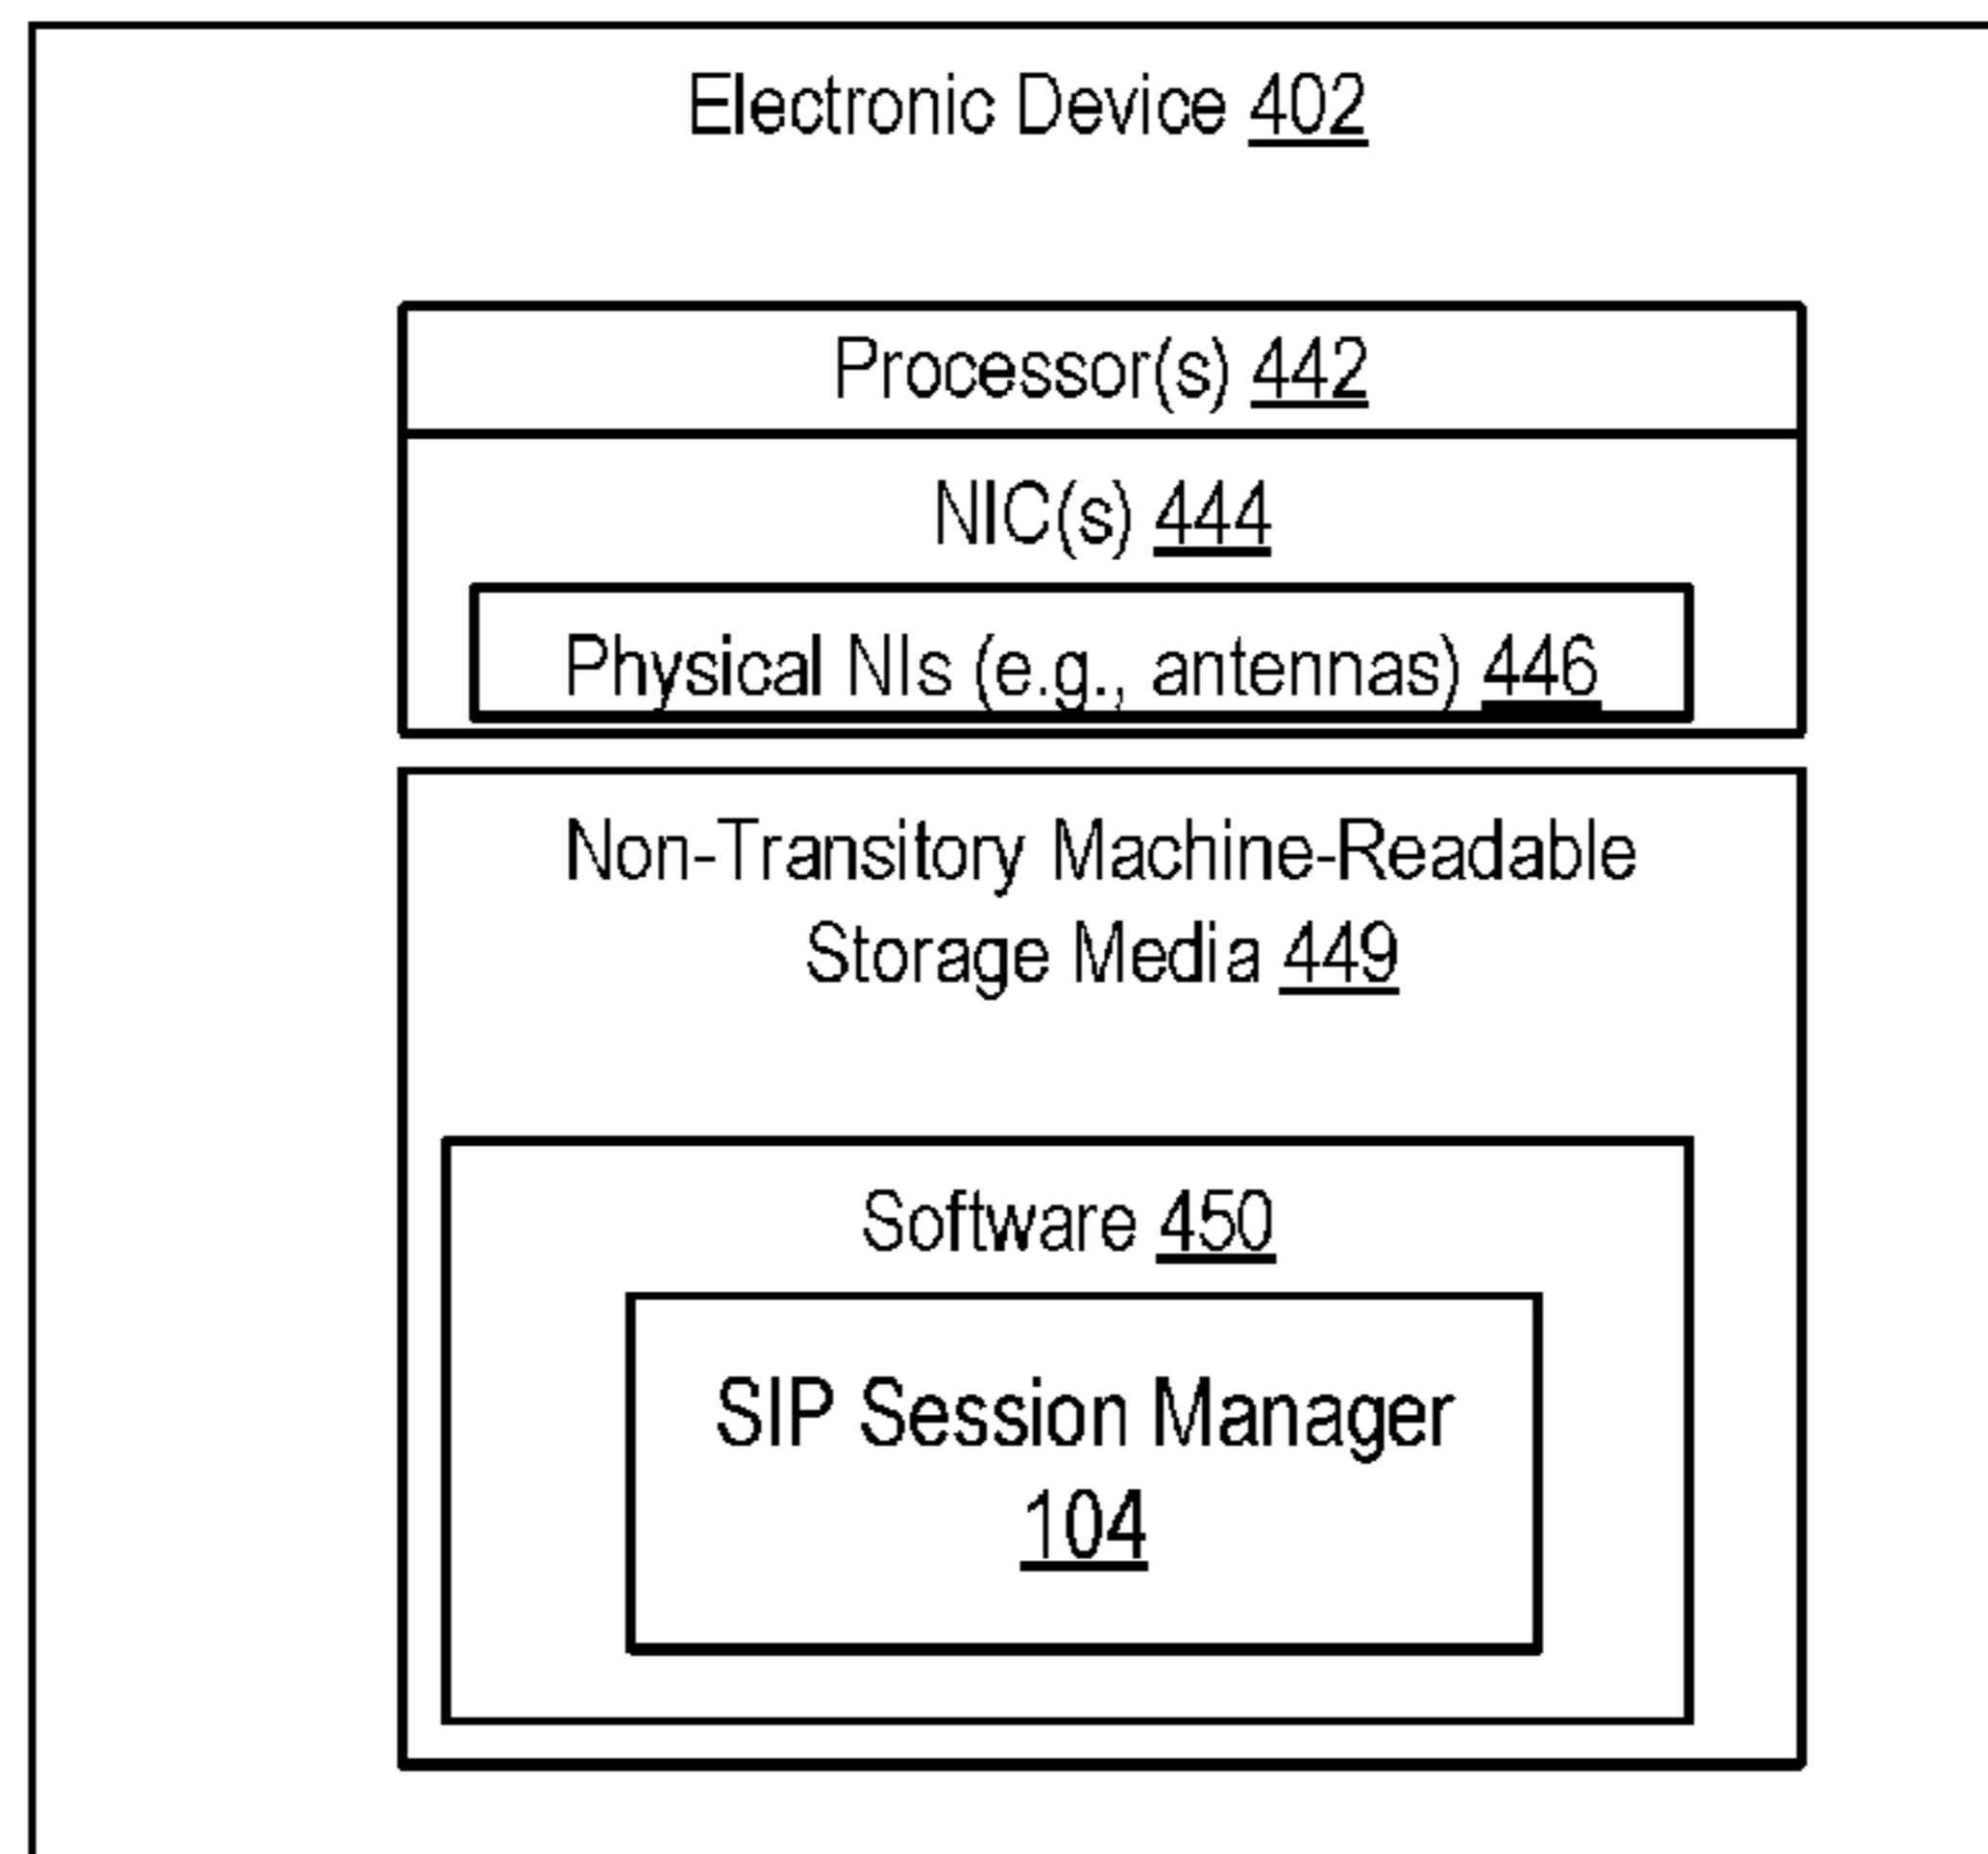 Electronic Device 402
Processor(s) 442
NIC(s) 444
Physical NIs (e.g., antennas) 446
Non-Transitory Machine-Readable
Storage Media 449
Software 450
SIP Session Manager
104